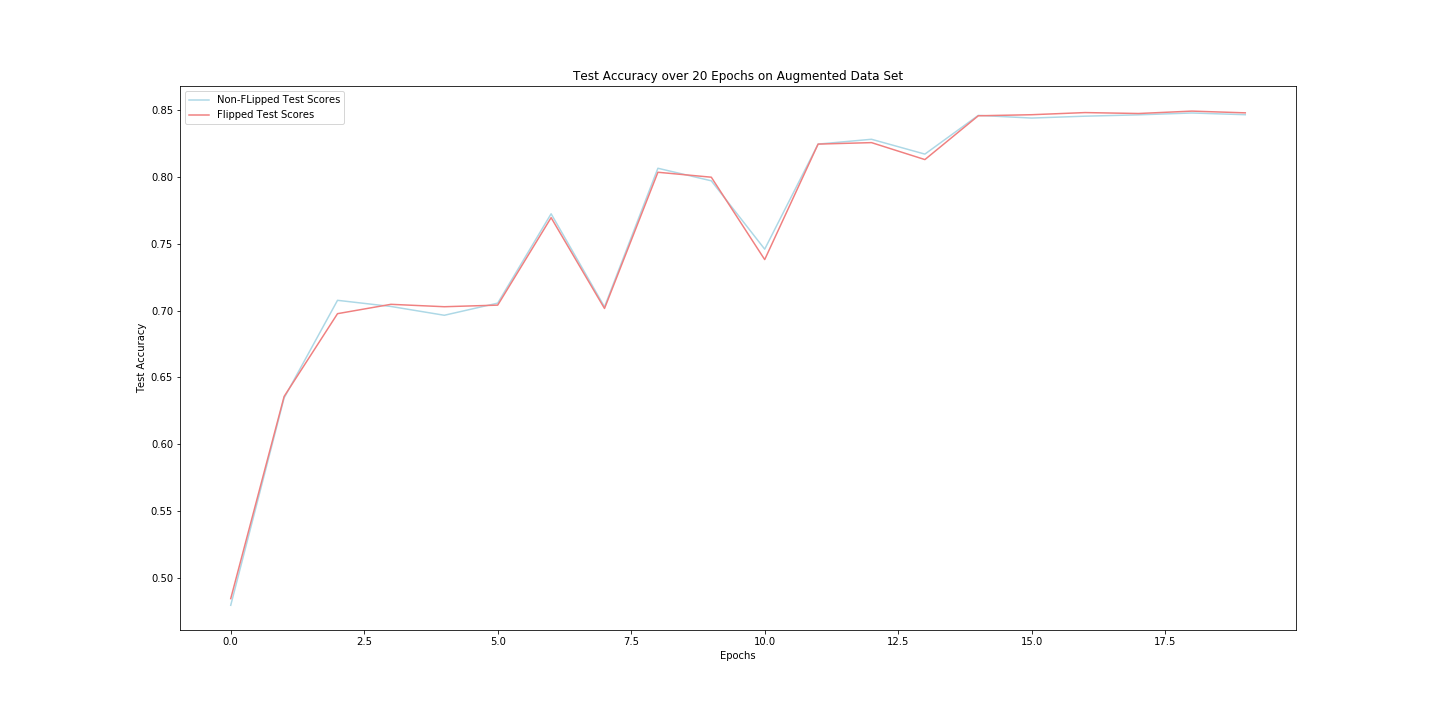 Test Accuracy over 20 Epochs on Augmented Data Set
Non-FLipped Test Scores
Flipped Test Scores
0.85
0.80
0.75
0.70
0.65
0.60
0.55
0.50
Test Accuracy
0.0 2.5 5.0 7.5 10.0 12.5 15.0 17.5
Epochs